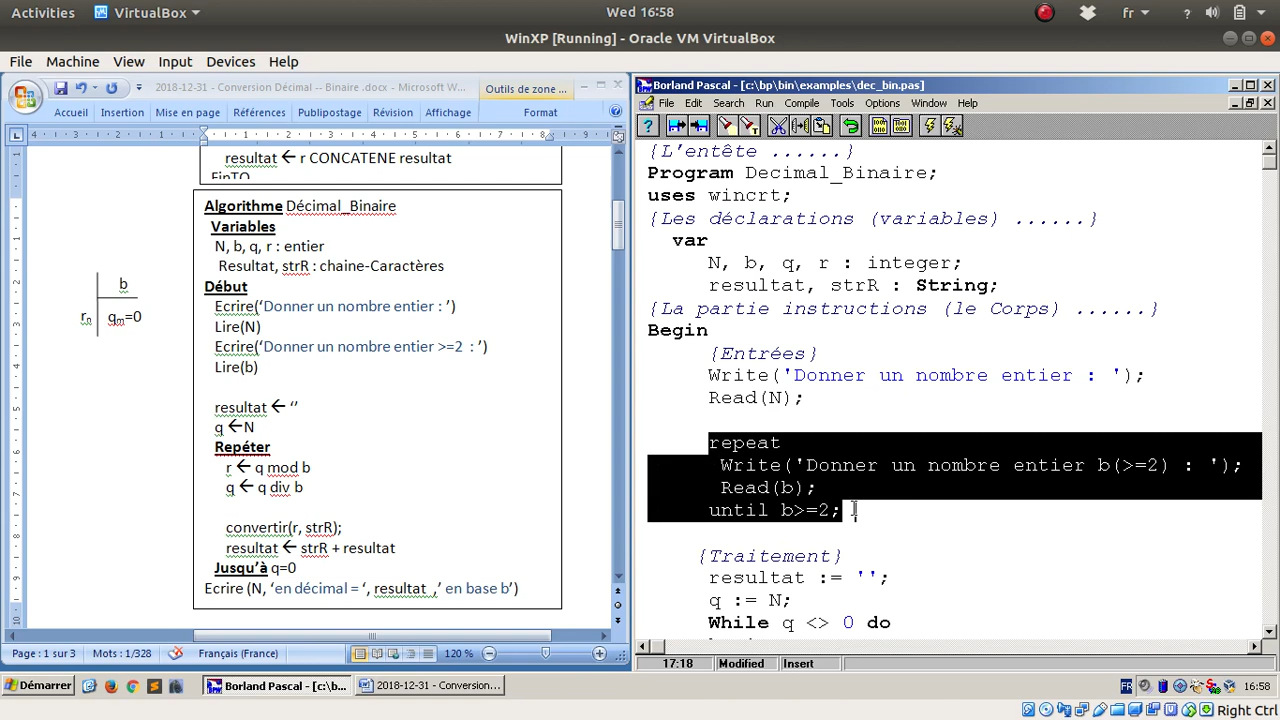 Activities VirtualBox Wed 16:58 fr
WinXP [Running] - Oracle VM VirtualBox
File Machine View Input Devices Help
2018-12-31 - Conversion Décimal -- Binaire .docx - Microsoft W... Outils de zone ...
Accueil Insertion Mise en page Références Publipostage Révision Affichage Format
resultat ← r CONCATENE resultat
FinTQ
Algorithme Décimal_Binaire
Variables
N, b, q, r : entier
Resultat, strR : chaine-Caractères
Début
Ecrire(‘Donner un nombre entier : ’)
Lire(N)
Ecrire(‘Donner un nombre entier >=2  : ’)
Lire(b)
resultat ← ‘’
q ←N
Repéter
r ← q mod b
q ← q div b
convertir(r, strR);
resultat ← strR + resultat
Jusqu’à q=0
Ecrire (N, ‘en décimal = ‘, resultat ,’ en base b’)
b
qm=0
Page : 1 sur 3 Mots : 1/328 Français (France) 120 %
Borland Pascal - [c:\bp\bin\examples\dec_bin.pas]
File Edit Search Run Compile Tools Options Window Help
{L'entête ......}
Program Decimal_Binaire;
uses wincrt;
{Les déclarations (variables) ......}
var
N, b, q, r : integer;
resultat, strR : String;
{La partie instructions (le Corps) ......}
Begin
{Entrées}
Write('Donner un nombre entier : ');
Read(N);
repeat
Write('Donner un nombre entier b(>=2) : ');
Read(b);
until b>=2;
{Traitement}
resultat := '';
q := N;
While q <> 0 do
17:18 Modified Insert
Démarrer Borland Pascal - [c:\b... 2018-12-31 - Conversion... FR 16:58
Right Ctrl